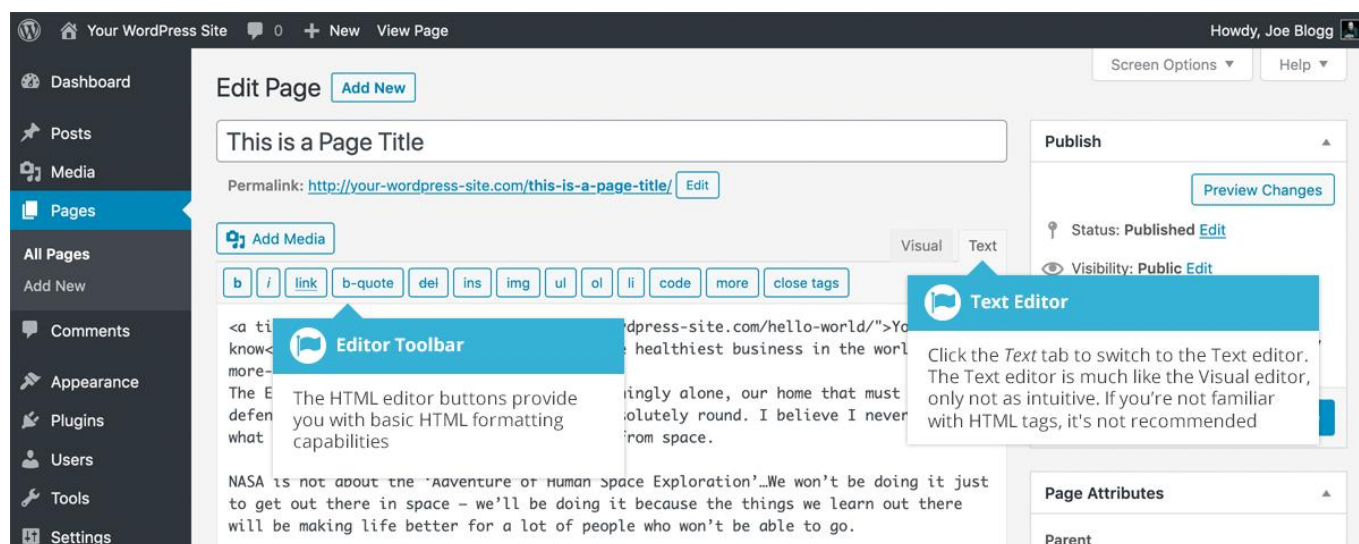 Your WordPress Site 0 + New View Page Howdy, Joe Blogg
Screen Options ▼ Help ▼
Dashboard
Posts
Media
Pages
All Pages
Add New
Comments
Appearance
Plugins
Users
Tools
Settings
Edit Page Add New
This is a Page Title
Permalink: http://your-wordpress-site.com/this-is-a-page-title/ Edit
Add Media
Visual Text
b i link b-quote del ins img ul ol li code more close tags
<a ti
dpress-site.com/hello-world/">Yo
know<
healthiest business in the worl
more-
The E
ingly alone, our home that must
defen
solutely round. I believe I never
what
from space.
NASA is not about the 'Adventure of Human Space Exploration'…We won't be doing it just
to get out there in space – we'll be doing it because the things we learn out there
will be making life better for a lot of people who won't be able to go.
Editor Toolbar
The HTML editor buttons provide
you with basic HTML formatting
capabilities
Text Editor
Click the Text tab to switch to the Text editor.
The Text editor is much like the Visual editor,
only not as intuitive. If you're not familiar
with HTML tags, it's not recommended
Publish
Preview Changes
Status: Published Edit
Visibility: Public Edit
Page Attributes
Parent